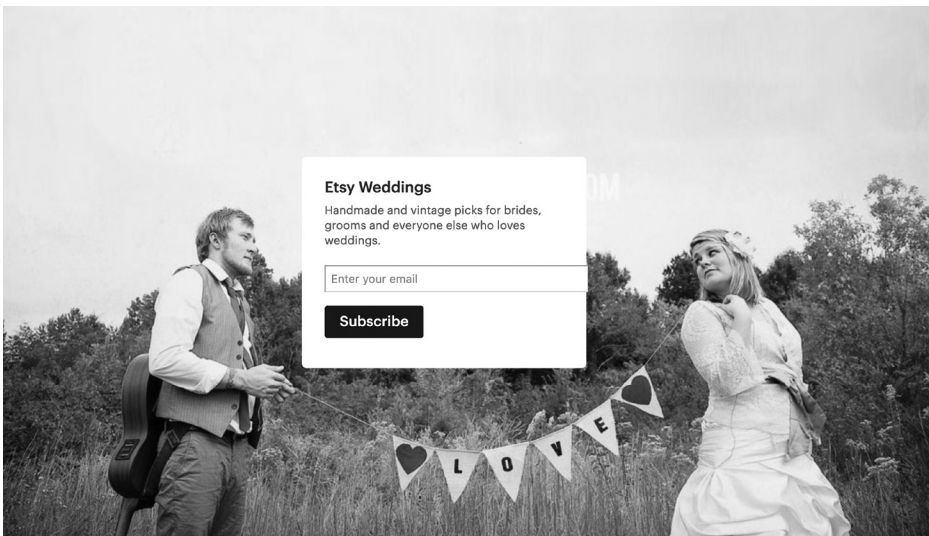 Etsy Weddings
Handmade and vintage picks for brides,
grooms and everyone else who loves
weddings.
Enter your email
Subscribe
L O V E